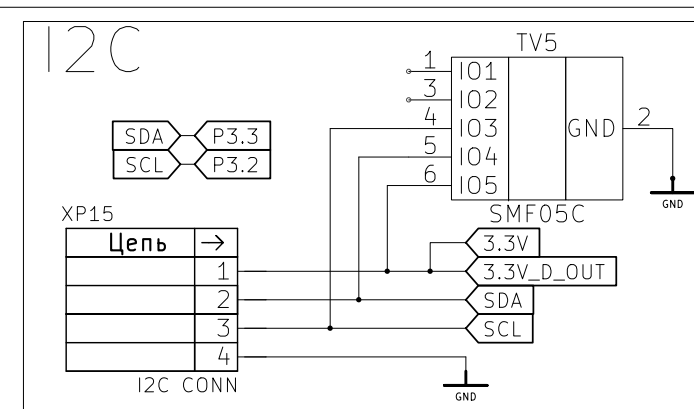 I2C
TV5
1 IO1
3 IO2
4 IO3 GND 2
5 IO4
6 IO5
GND
SMF05C
SDA P3.3
SCL P3.2
XP15
Цепь →
1
2
3
4
3.3V
3.3V_D_OUT
SDA
SCL
I2C CONN
GND